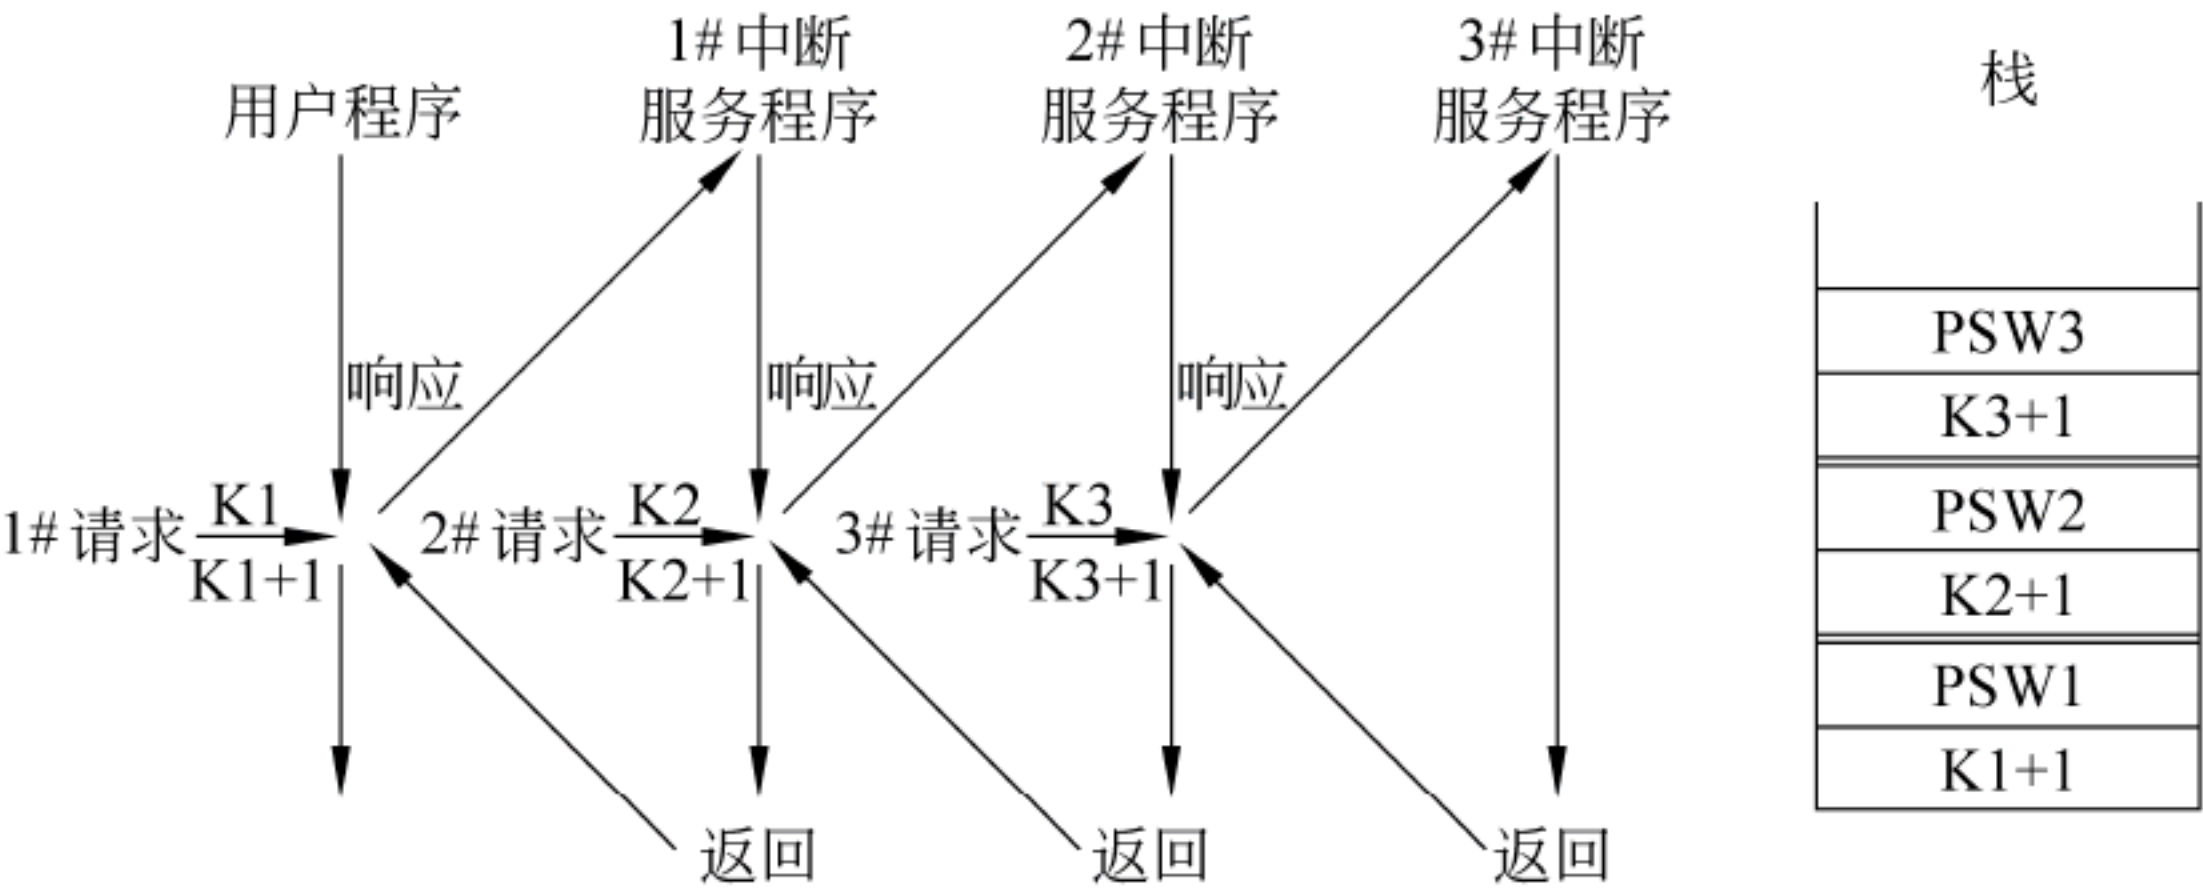 用户程序
1#中断
服务程序
2#中断
服务程序
3#中断
服务程序
栈
响应
响应
响应
1#请求
K1
K1+1
2#请求
K2
K2+1
3#请求
K3
K3+1
返回
返回
返回
PSW3
K3+1
PSW2
K2+1
PSW1
K1+1